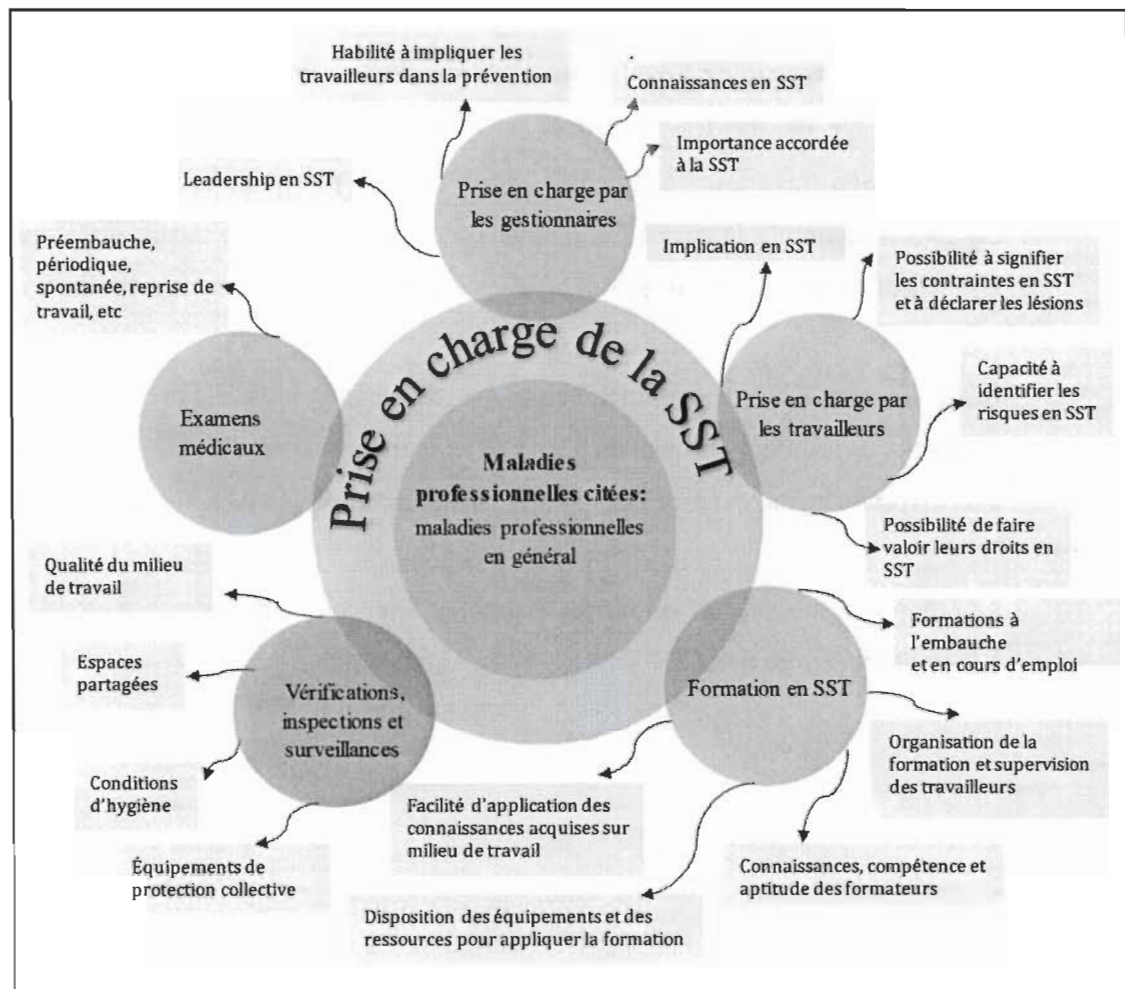 Habilité à impliquer les
travailleurs dans la prévention
Connaissances en SST
Importance accordée
à la SST
Leadership en SST
Prise en charge par
les gestionnaires
Implication en SST
Possibilité à signifier
les contraintes en SST
et à déclarer les lésions
Préembauche,
périodique,
spontanée, reprise de
travail, etc
Prise en charge de la SST
Capacité à
identifier les
risques en SST
Examens
médicaux
Prise en charge par
les travailleurs
Maladies
professionnelles citées:
maladies professionnelles
en général
Possibilité de faire
valoir leurs droits en
SST
Qualité du milieu
de travail
Formations à
l'embauche
et en cours d'emploi
Espaces
partagées
Vérifications,
inspections et
surveillances
Formation en SST
Organisation de la
formation et supervision
des travailleurs
Conditions
d'hygiène
Facilité d'application des
connaissances acquises sur
milieu de travail
Équipements de
protection collective
Connaissances, compétence et
aptitude des formateurs
Disposition des équipements et des
ressources pour appliquer la formation